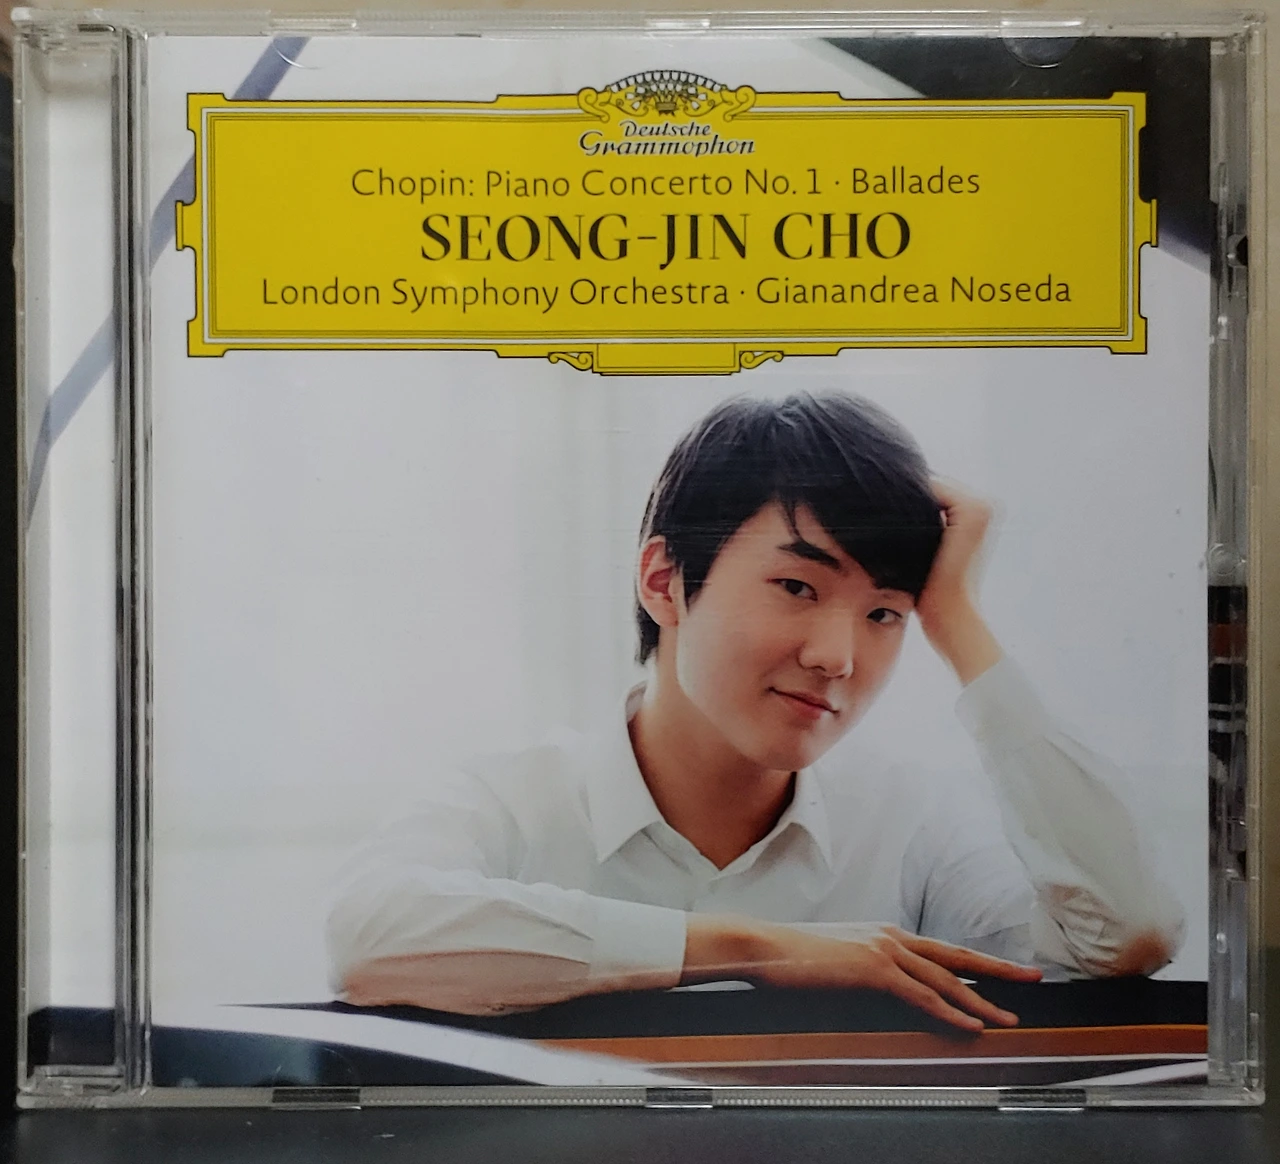 Deutsche
Grammophon
Chopin: Piano Concerto No. 1 · Ballades
SEONG-JIN CHO
London Symphony Orchestra · Gianandrea Noseda